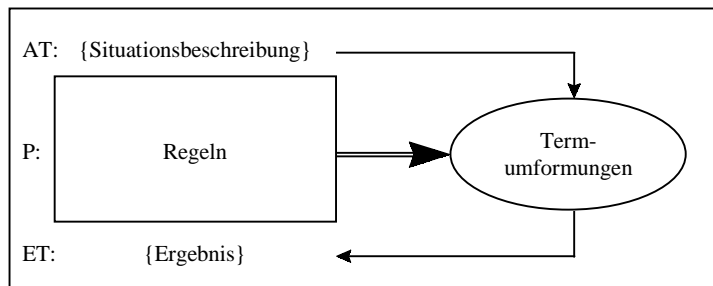 AT: {Situationsbeschreibung}
P: Regeln
Term-
umformungen
ET: {Ergebnis}